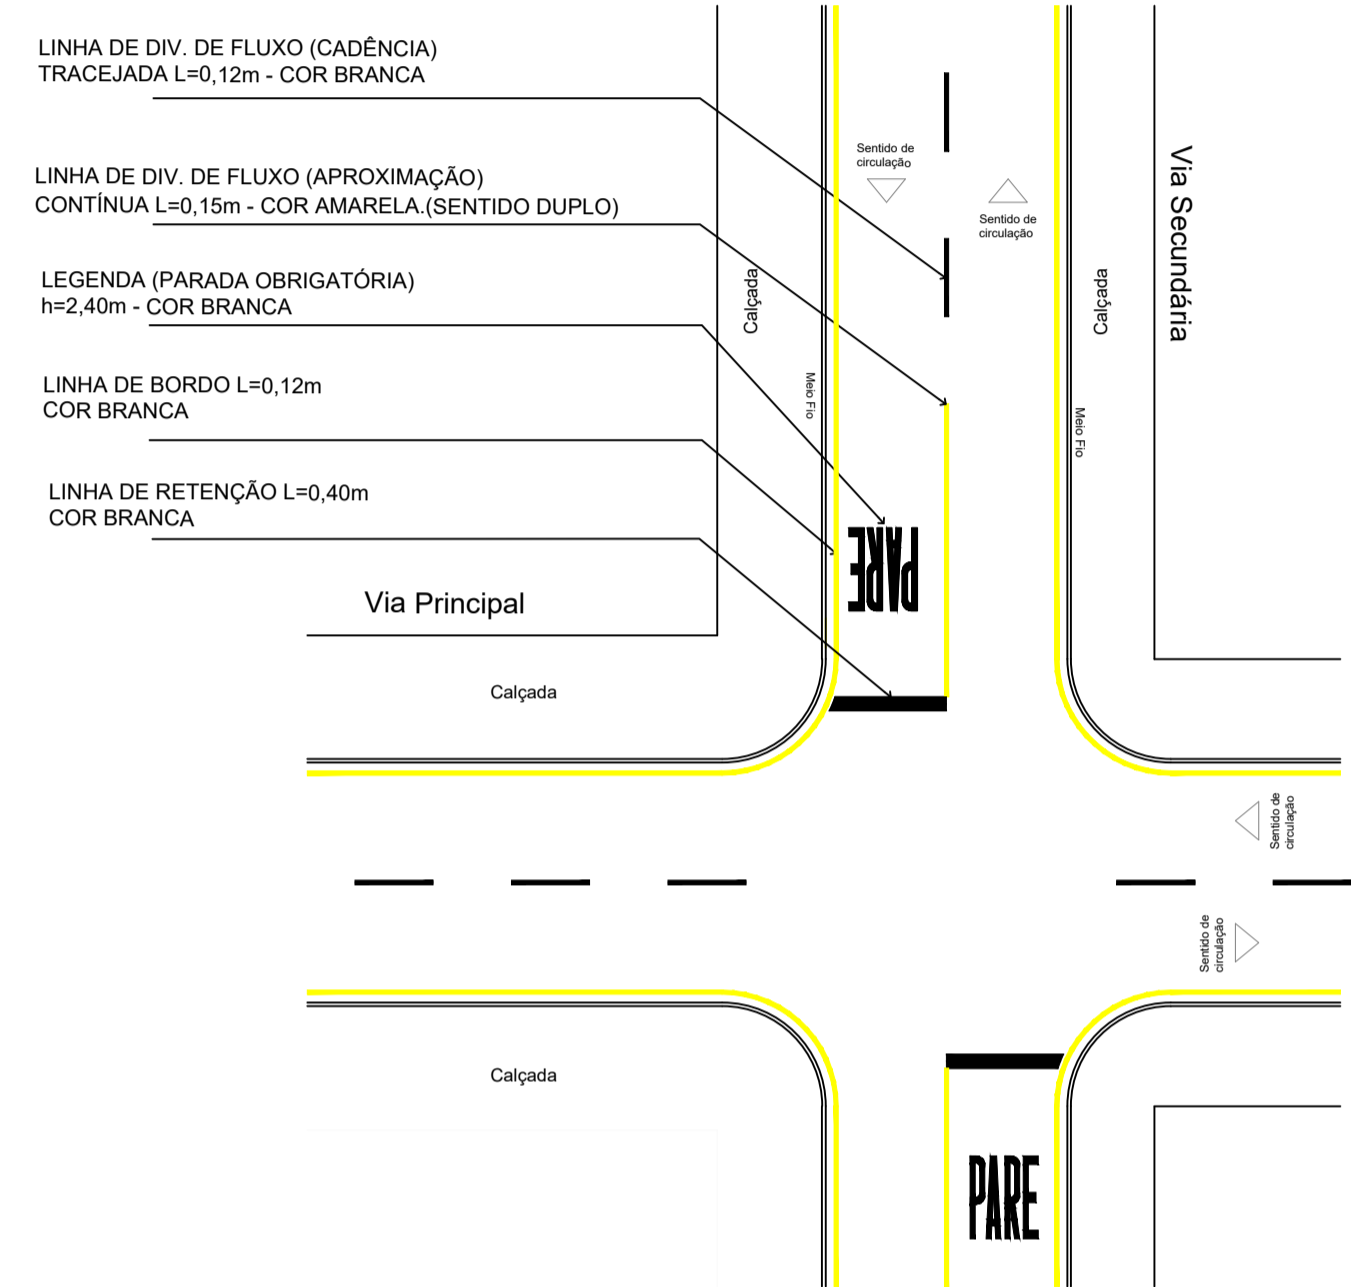 LINHA DE DIV. DE FLUXO (CADÊNCIA)
TRACEJADA L=0,12m - COR BRANCA
LINHA DE DIV. DE FLUXO (APROXIMAÇÃO)
CONTÍNUA L=0,15m - COR AMARELA.(SENTIDO DUPLO)
LEGENDA (PARADA OBRIGATÓRIA)
h=2,40m - COR BRANCA
LINHA DE BORDO L=0,12m
COR BRANCA
LINHA DE RETENÇÃO L=0,40m
COR BRANCA
Via Principal
Calçada
Calçada
Meio Fio
Sentido de
circulação
Sentido de
circulação
PARE
Calçada
Meio Fio
Via Secundária
Sentido de
circulação
Sentido de
circulação
Calçada
PARE